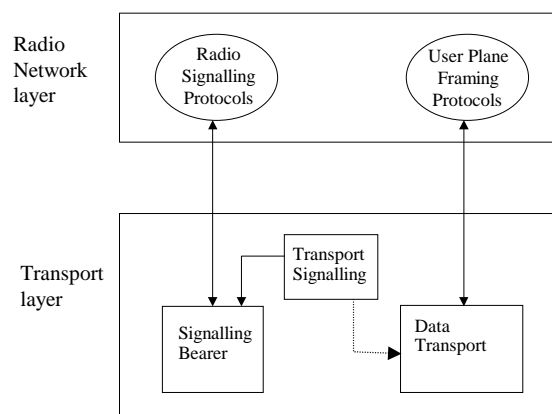 Radio
Network
layer
Radio
Signalling
Protocols
User Plane
Framing
Protocols
Transport
layer
Transport
Signalling
Signalling
Bearer
Data
Transport